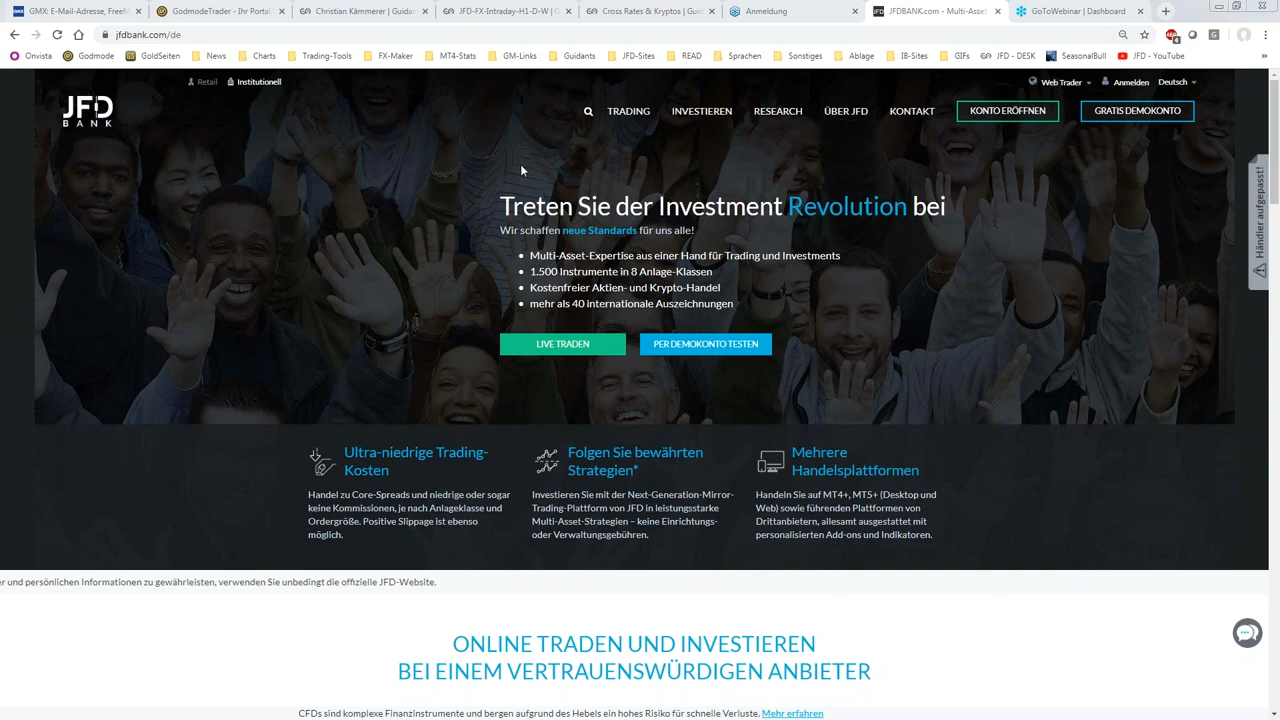 GMX: E-Mail-Adresse, FreeM
GodmodeTrader - Ihr Portal
Christian Kämmerer | Guidan
JFD-FX-Intraday-H1-D-W | G
Cross Rates & Kryptos | Guid
Anmeldung
JFDBANK.com - Multi-Asset
GoToWebinar | Dashboard
jfdbank.com/de
Onvista
Godmode
GoldSeiten
News
Charts
Trading-Tools
FX-Maker
MT4-Stats
GM-Links
Guidants
JFD-Sites
READ
Sprachen
Sonstiges
Ablage
IB-Sites
GIFs
JFD - DESK
SeasonalBull
JFD - YouTube
Retail
Institutionell
Web Trader
Anmelden
Deutsch
JFD
BANK
TRADING
INVESTIEREN
RESEARCH
ÜBER JFD
KONTAKT
KONTO ERÖFFNEN
GRATIS DEMOKONTO
Händler aufgepasst!
Treten Sie der Investment Revolution bei
Wir schaffen neue Standards für uns alle!
• Multi-Asset-Expertise aus einer Hand für Trading und Investments
• 1.500 Instrumente in 8 Anlage-Klassen
• Kostenfreier Aktien- und Krypto-Handel
• mehr als 40 internationale Auszeichnungen
LIVE TRADEN
PER DEMOKONTO TESTEN
Ultra-niedrige Trading-
Kosten
Handel zu Core-Spreads und niedrige oder sogar
keine Kommissionen, je nach Anlageklasse und
Ordergröße. Positive Slippage ist ebenso
möglich.
Folgen Sie bewährten
Strategien*
Investieren Sie mit der Next-Generation-Mirror-
Trading-Plattform von JFD in leistungsstarke
Multi-Asset-Strategien – keine Einrichtungs-
oder Verwaltungsgebühren.
Mehrere
Handelsplattformen
Handeln Sie auf MT4+, MT5+ (Desktop und
Web) sowie führenden Plattformen von
Drittanbietern, allesamt ausgestattet mit
personalisierten Add-ons und Indikatoren.
er und persönlichen Informationen zu gewährleisten, verwenden Sie unbedingt die offizielle JFD-Website.
ONLINE TRADEN UND INVESTIEREN
BEI EINEM VERTRAUENSWÜRDIGEN ANBIETER
CFDs sind komplexe Finanzinstrumente und bergen aufgrund des Hebels ein hohes Risiko für schnelle Verluste. Mehr erfahren